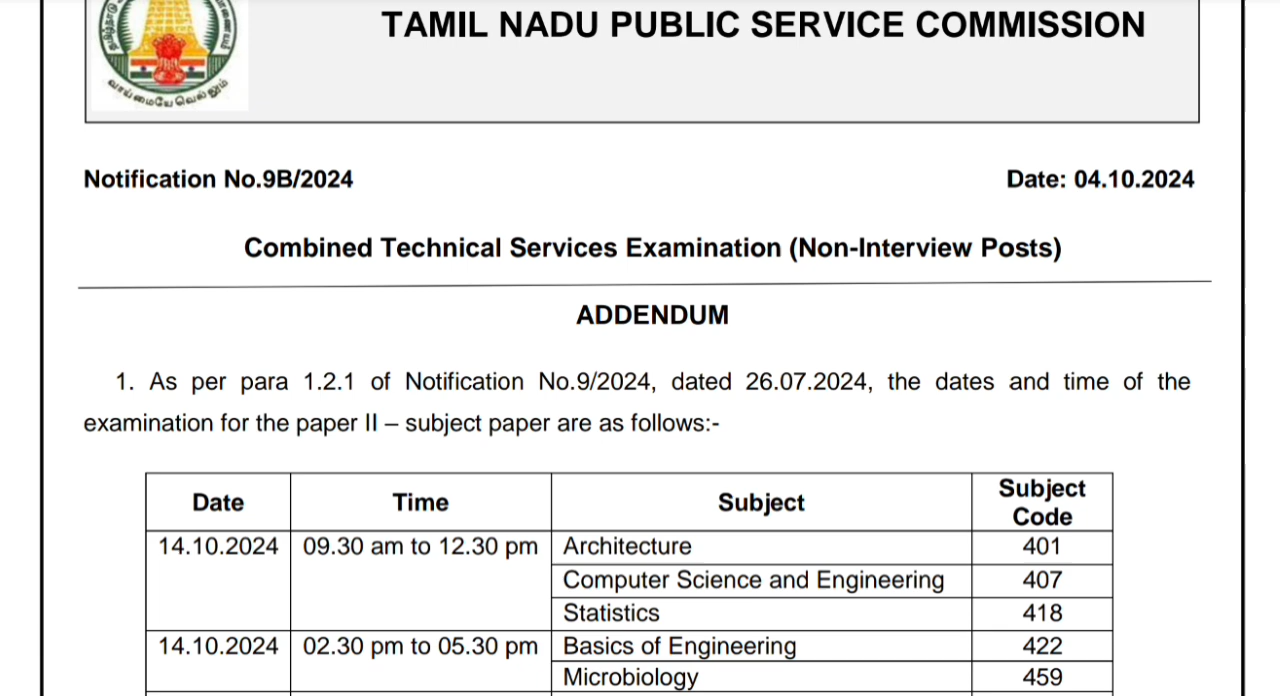 TAMIL NADU PUBLIC SERVICE COMMISSION
வாய்மையே வெல்லும்
Notification No.9B/2024 Date: 04.10.2024
Combined Technical Services Examination (Non-Interview Posts)
ADDENDUM
1. As per para 1.2.1 of Notification No.9/2024, dated 26.07.2024, the dates and time of the
examination for the paper II – subject paper are as follows:-
Date Time Subject Subject Code
14.10.2024 09.30 am to 12.30 pm Architecture 401
Computer Science and Engineering 407
Statistics 418
14.10.2024 02.30 pm to 05.30 pm Basics of Engineering 422
Microbiology 459